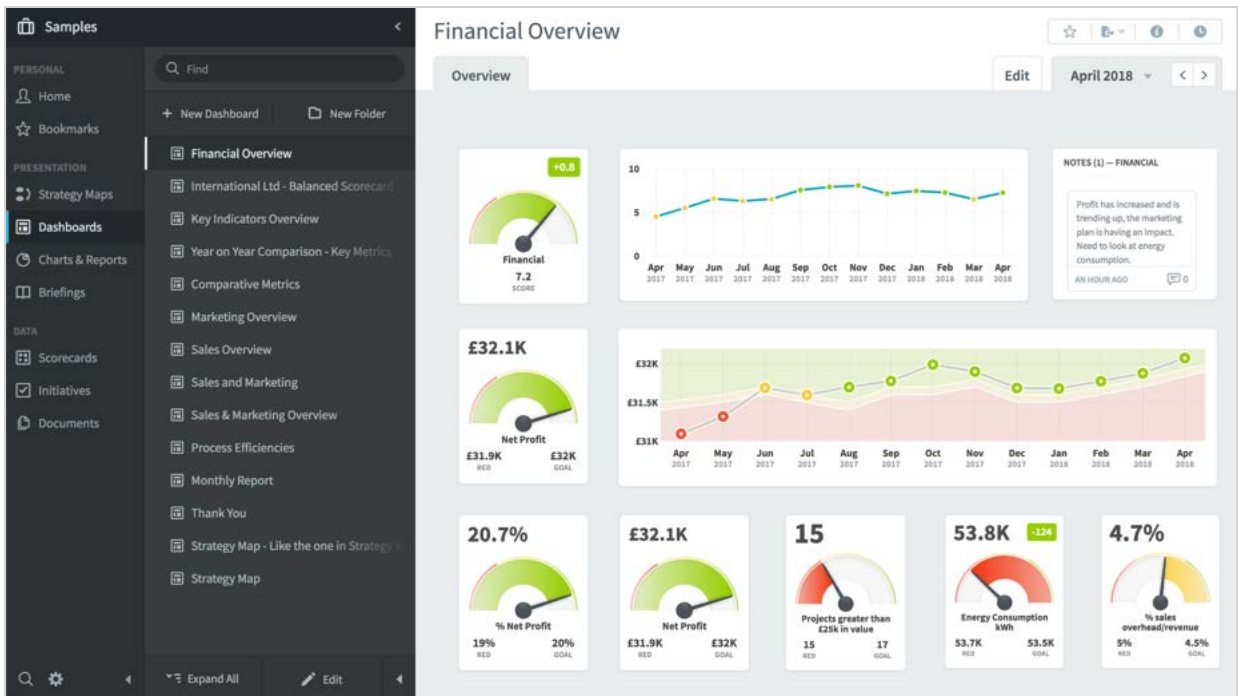 Samples
PERSONAL
Home
Bookmarks
PRESENTATION
Strategy Maps
Dashboards
Charts & Reports
Briefings
DATA
Scorecards
Initiatives
Documents
Find
New Dashboard
New Folder
Financial Overview
International Ltd - Balanced Scorecard
Key Indicators Overview
Year on Year Comparison - Key Metrics
Comparative Metrics
Marketing Overview
Sales Overview
Sales and Marketing
Sales & Marketing Overview
Process Efficiencies
Monthly Report
Thank You
Strategy Map - Like the one in Strategy
Strategy Map
Expand All
Edit
Financial Overview
Overview
Edit
April 2018
+0.8
Financial
7.2
SCORE
10
5
0
Apr May Jun Jul Aug Sep Oct Nov Dec Jan Feb Mar Apr
2017 2017 2017 2017 2017 2017 2017 2017 2017 2018 2018 2018 2018
NOTES (1) — FINANCIAL
Profit has increased and is
trending up, the marketing
plan is having an impact.
Need to look at energy
consumption.
AN HOUR AGO 0
£32.1K
Net Profit
£31.9K £32K
RED GOAL
£32K
£31.5K
£31K
Apr May Jun Jul Aug Sep Oct Nov Dec Jan Feb Mar Apr
2017 2017 2017 2017 2017 2017 2017 2017 2017 2018 2018 2018 2018
20.7%
% Net Profit
19% 20%
RED GOAL
£32.1K
Net Profit
£31.9K £32K
RED GOAL
15
Projects greater than
£25k in value
15 17
RED GOAL
53.8K -124
Energy Consumption
kWh
53.7K 53.5K
RED GOAL
4.7%
% sales
overhead/revenue
5% 4.5%
RED GOAL